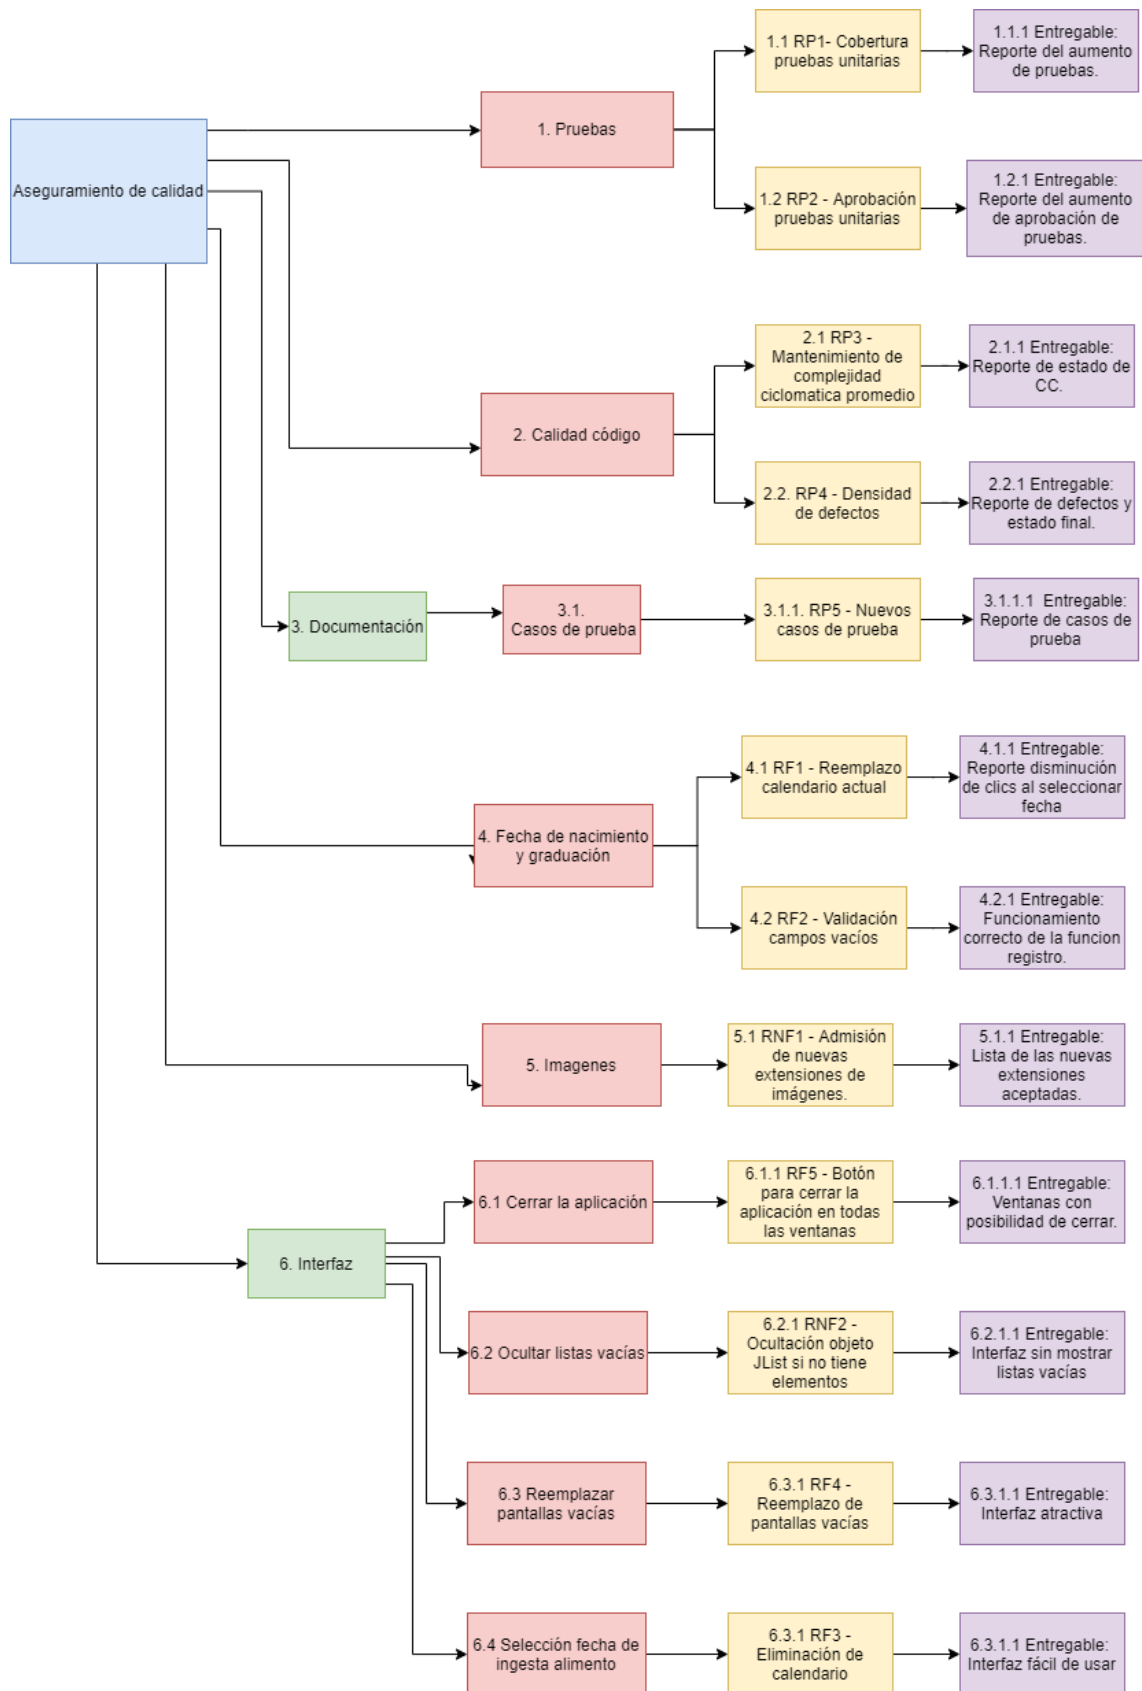 Aseguramiento de calidad
1. Pruebas
1.1 RP1- Cobertura
pruebas unitarias
1.1.1 Entregable:
Reporte del aumento
de pruebas.
1.2 RP2 - Aprobación
pruebas unitarias
1.2.1 Entregable:
Reporte del aumento
de aprobación de
pruebas.
2. Calidad código
2.1 RP3 -
Mantenimiento de
complejidad
ciclomatica promedio
2.1.1 Entregable:
Reporte de estado de
CC.
2.2. RP4 - Densidad
de defectos
2.2.1 Entregable:
Reporte de defectos y
estado final.
3. Documentación
3.1.
Casos de prueba
3.1.1. RP5 - Nuevos
casos de prueba
3.1.1.1 Entregable:
Reporte de casos de
prueba
4. Fecha de nacimiento
y graduación
4.1 RF1 - Reemplazo
calendario actual
4.1.1 Entregable:
Reporte disminución
de clics al seleccionar
fecha
4.2 RF2 - Validación
campos vacíos
4.2.1 Entregable:
Funcionamiento
correcto de la funcion
registro.
5. Imagenes
5.1 RNF1 - Admisión
de nuevas
extensiones de
imágenes.
5.1.1 Entregable:
Lista de las nuevas
extensiones
aceptadas.
6. Interfaz
6.1 Cerrar la aplicación
6.1.1 RF5 - Botón
para cerrar la
aplicación en todas
las ventanas
6.1.1.1 Entregable:
Ventanas con
posibilidad de cerrar.
6.2 Ocultar listas vacías
6.2.1 RNF2 -
Ocultación objeto
JList si no tiene
elementos
6.2.1.1 Entregable:
Interfaz sin mostrar
listas vacías
6.3 Reemplazar
pantallas vacías
6.3.1 RF4 -
Reemplazo de
pantallas vacías
6.3.1.1 Entregable:
Interfaz atractiva
6.4 Selección fecha de
ingesta alimento
6.3.1 RF3 -
Eliminación de
calendario
6.3.1.1 Entregable:
Interfaz fácil de usar